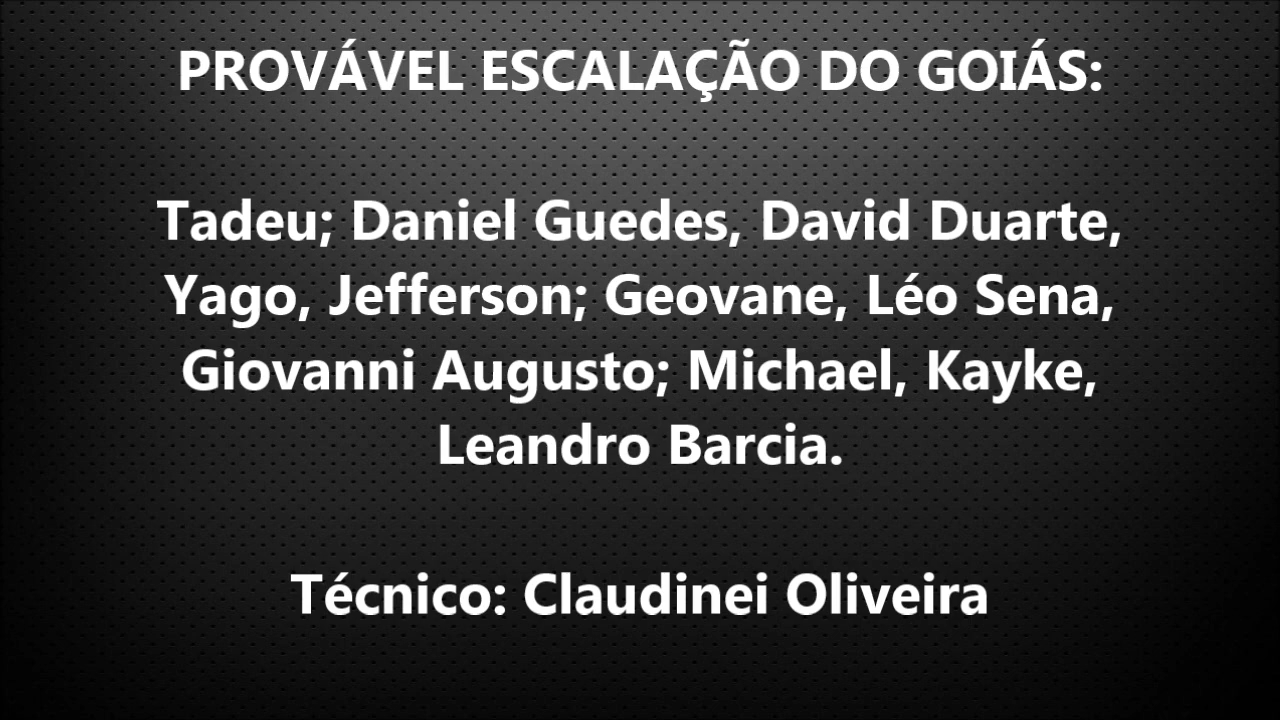 PROVÁVEL ESCALAÇÃO DO GOIÁS:
Tadeu; Daniel Guedes, David Duarte,
Yago, Jefferson; Geovane, Léo Sena,
Giovanni Augusto; Michael, Kayke,
Leandro Barcia.
Técnico: Claudinei Oliveira